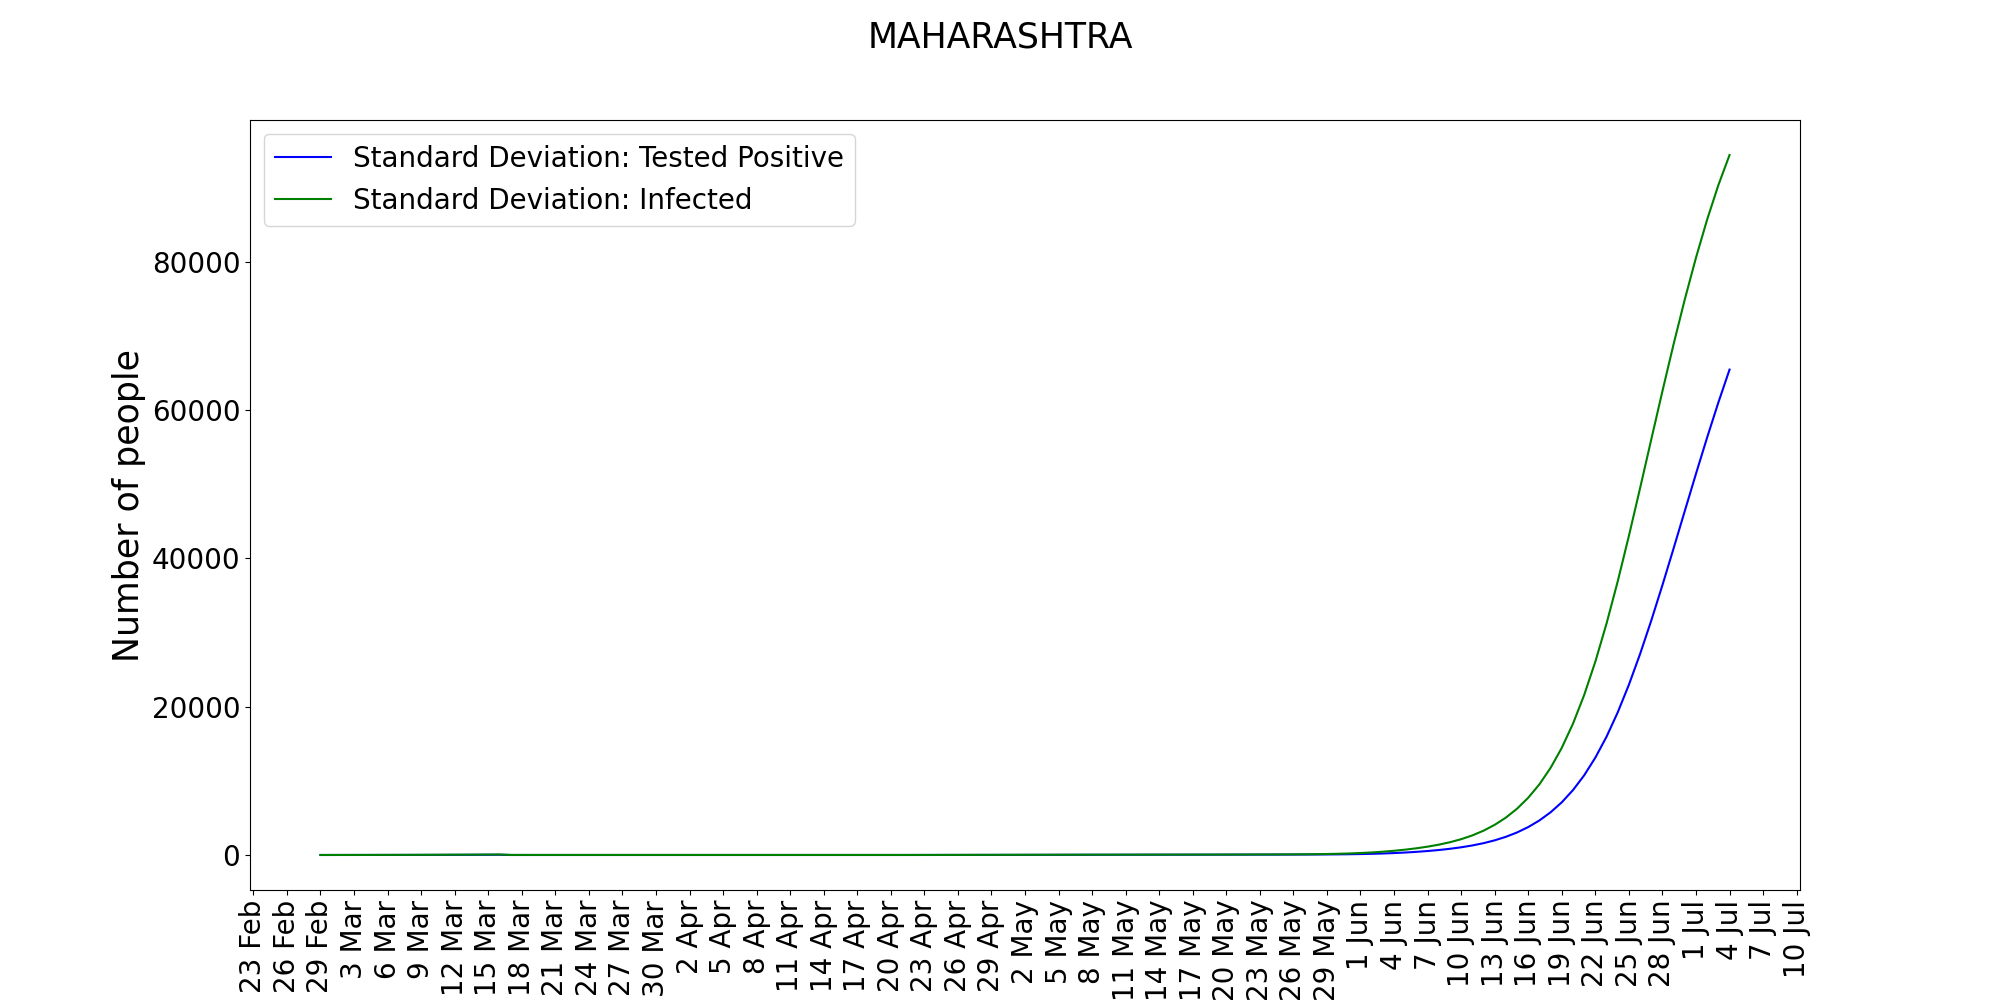 MAHARASHTRA
Standard Deviation: Tested Positive
Standard Deviation: Infected
Number of people
80000
60000
40000
20000
0
23 Feb
26 Feb
29 Feb
3 Mar
6 Mar
9 Mar
12 Mar
15 Mar
18 Mar
21 Mar
24 Mar
27 Mar
30 Mar
2 Apr
5 Apr
8 Apr
11 Apr
14 Apr
17 Apr
20 Apr
23 Apr
26 Apr
29 Apr
2 May
5 May
8 May
11 May
14 May
17 May
20 May
23 May
26 May
29 May
1 Jun
4 Jun
7 Jun
10 Jun
13 Jun
16 Jun
19 Jun
22 Jun
25 Jun
28 Jun
1 Jul
4 Jul
7 Jul
10 Jul